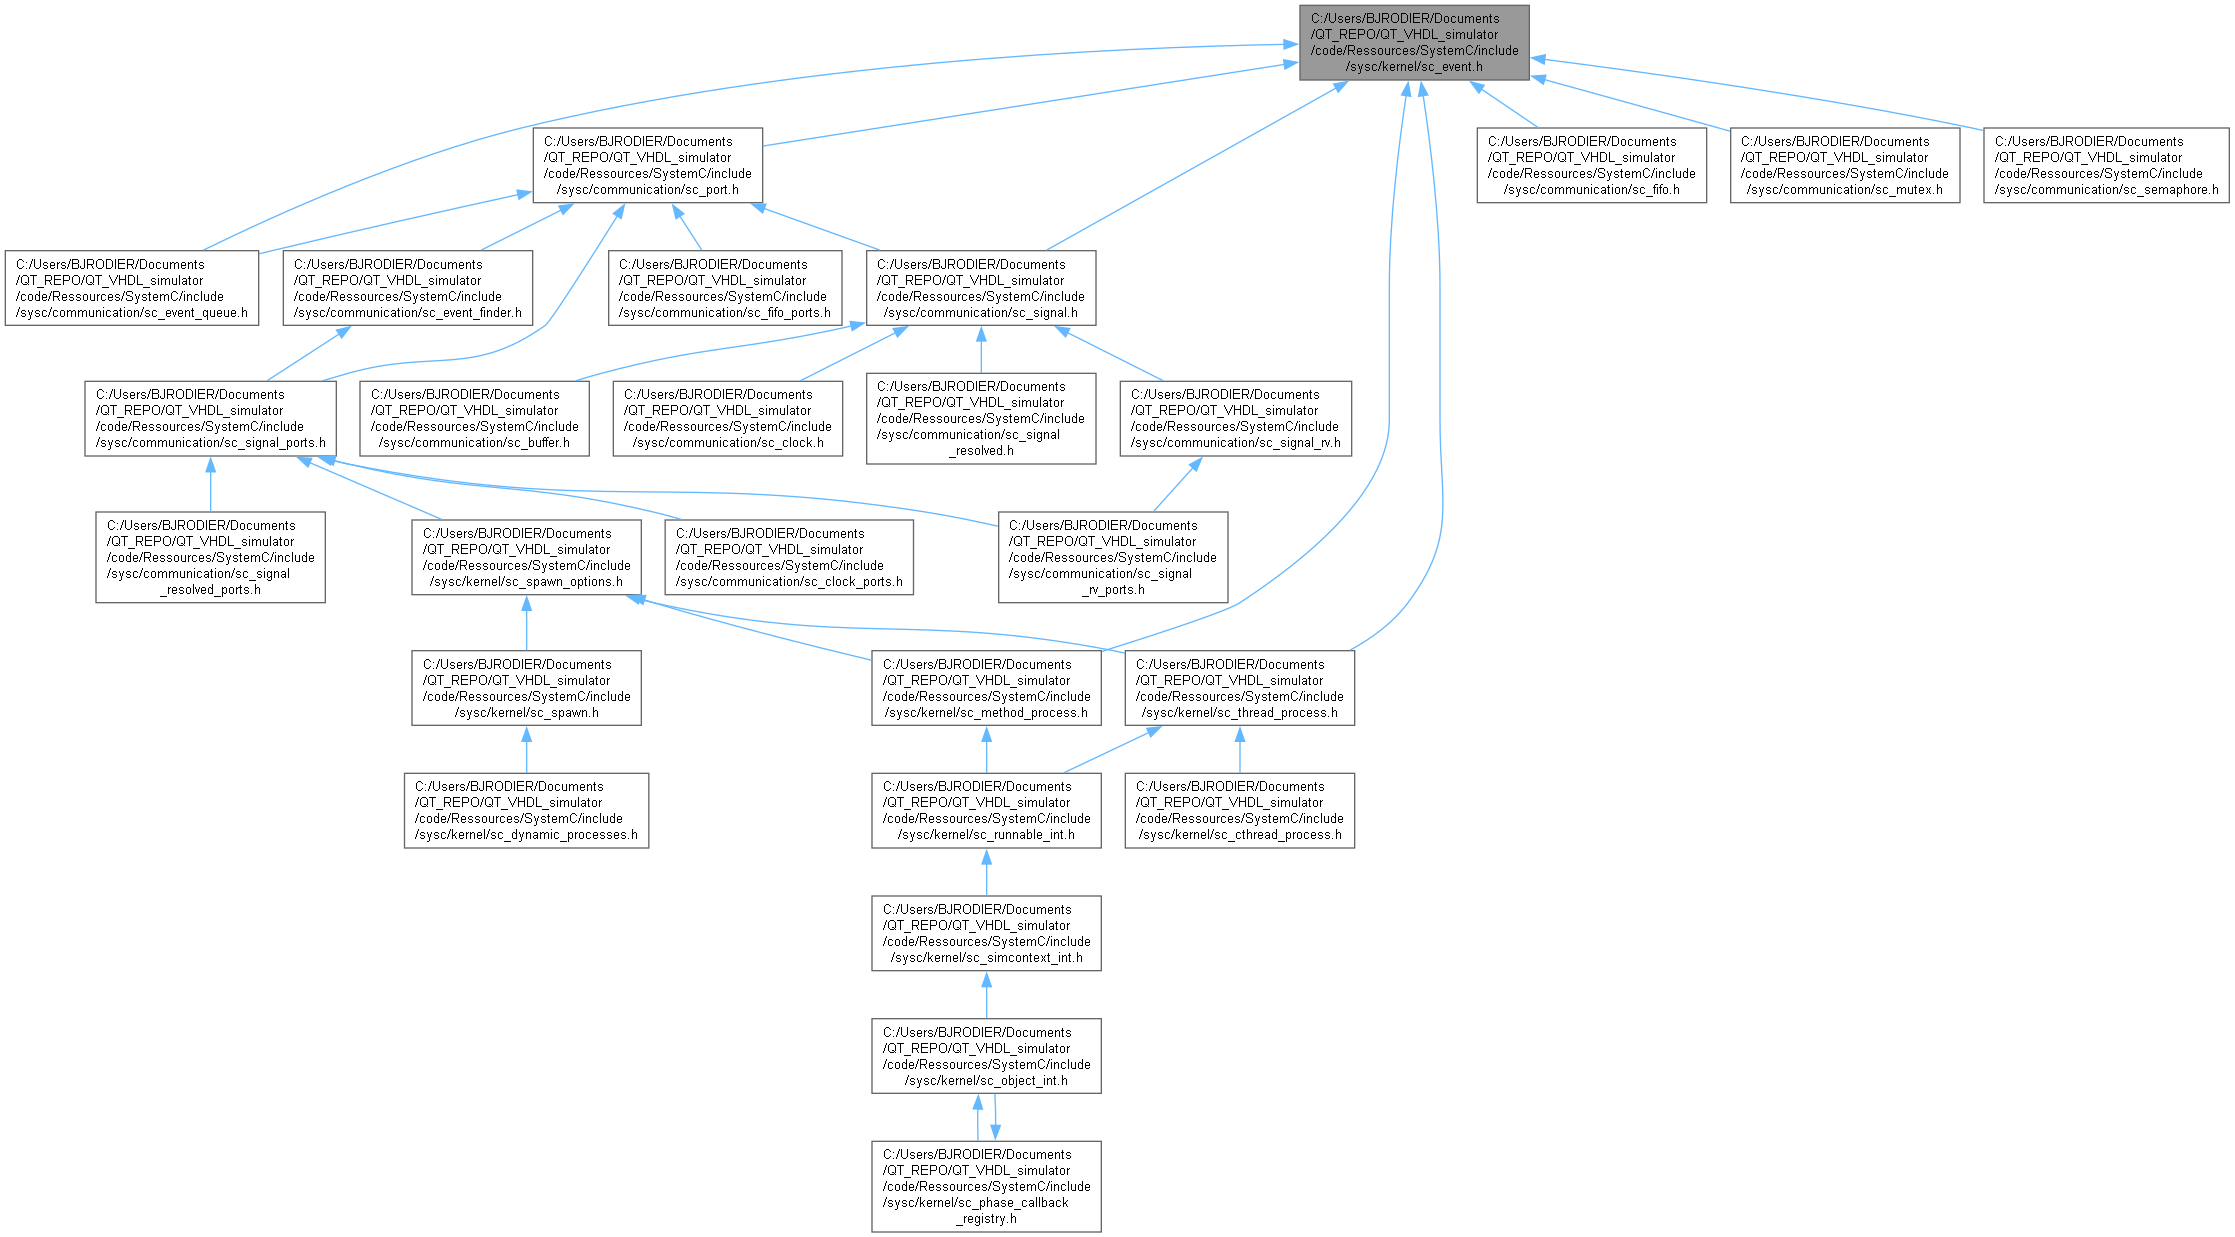 C:/Users/BJRODIER/Documents
/QT_REPO/QT_VHDL_simulator
/code/Ressources/SystemC/include
/sysc/kernel/sc_event.h
C:/Users/BJRODIER/Documents
/QT_REPO/QT_VHDL_simulator
/code/Ressources/SystemC/include
/sysc/communication/sc_port.h
C:/Users/BJRODIER/Documents
/QT_REPO/QT_VHDL_simulator
/code/Ressources/SystemC/include
/sysc/communication/sc_fifo.h
C:/Users/BJRODIER/Documents
/QT_REPO/QT_VHDL_simulator
/code/Ressources/SystemC/include
/sysc/communication/sc_mutex.h
C:/Users/BJRODIER/Documents
/QT_REPO/QT_VHDL_simulator
/code/Ressources/SystemC/include
/sysc/communication/sc_semaphore.h
C:/Users/BJRODIER/Documents
/QT_REPO/QT_VHDL_simulator
/code/Ressources/SystemC/include
/sysc/communication/sc_event_queue.h
C:/Users/BJRODIER/Documents
/QT_REPO/QT_VHDL_simulator
/code/Ressources/SystemC/include
/sysc/communication/sc_event_finder.h
C:/Users/BJRODIER/Documents
/QT_REPO/QT_VHDL_simulator
/code/Ressources/SystemC/include
/sysc/communication/sc_fifo_ports.h
C:/Users/BJRODIER/Documents
/QT_REPO/QT_VHDL_simulator
/code/Ressources/SystemC/include
/sysc/communication/sc_signal.h
C:/Users/BJRODIER/Documents
/QT_REPO/QT_VHDL_simulator
/code/Ressources/SystemC/include
/sysc/communication/sc_signal_ports.h
C:/Users/BJRODIER/Documents
/QT_REPO/QT_VHDL_simulator
/code/Ressources/SystemC/include
/sysc/communication/sc_buffer.h
C:/Users/BJRODIER/Documents
/QT_REPO/QT_VHDL_simulator
/code/Ressources/SystemC/include
/sysc/communication/sc_clock.h
C:/Users/BJRODIER/Documents
/QT_REPO/QT_VHDL_simulator
/code/Ressources/SystemC/include
/sysc/communication/sc_signal
_resolved.h
C:/Users/BJRODIER/Documents
/QT_REPO/QT_VHDL_simulator
/code/Ressources/SystemC/include
/sysc/communication/sc_signal_rv.h
C:/Users/BJRODIER/Documents
/QT_REPO/QT_VHDL_simulator
/code/Ressources/SystemC/include
/sysc/communication/sc_signal
_resolved_ports.h
C:/Users/BJRODIER/Documents
/QT_REPO/QT_VHDL_simulator
/code/Ressources/SystemC/include
/sysc/kernel/sc_spawn_options.h
C:/Users/BJRODIER/Documents
/QT_REPO/QT_VHDL_simulator
/code/Ressources/SystemC/include
/sysc/communication/sc_clock_ports.h
C:/Users/BJRODIER/Documents
/QT_REPO/QT_VHDL_simulator
/code/Ressources/SystemC/include
/sysc/communication/sc_signal
_rv_ports.h
C:/Users/BJRODIER/Documents
/QT_REPO/QT_VHDL_simulator
/code/Ressources/SystemC/include
/sysc/kernel/sc_spawn.h
C:/Users/BJRODIER/Documents
/QT_REPO/QT_VHDL_simulator
/code/Ressources/SystemC/include
/sysc/kernel/sc_method_process.h
C:/Users/BJRODIER/Documents
/QT_REPO/QT_VHDL_simulator
/code/Ressources/SystemC/include
/sysc/kernel/sc_thread_process.h
C:/Users/BJRODIER/Documents
/QT_REPO/QT_VHDL_simulator
/code/Ressources/SystemC/include
/sysc/kernel/sc_dynamic_processes.h
C:/Users/BJRODIER/Documents
/QT_REPO/QT_VHDL_simulator
/code/Ressources/SystemC/include
/sysc/kernel/sc_runnable_int.h
C:/Users/BJRODIER/Documents
/QT_REPO/QT_VHDL_simulator
/code/Ressources/SystemC/include
/sysc/kernel/sc_cthread_process.h
C:/Users/BJRODIER/Documents
/QT_REPO/QT_VHDL_simulator
/code/Ressources/SystemC/include
/sysc/kernel/sc_simcontext_int.h
C:/Users/BJRODIER/Documents
/QT_REPO/QT_VHDL_simulator
/code/Ressources/SystemC/include
/sysc/kernel/sc_object_int.h
C:/Users/BJRODIER/Documents
/QT_REPO/QT_VHDL_simulator
/code/Ressources/SystemC/include
/sysc/kernel/sc_phase_callback
_registry.h